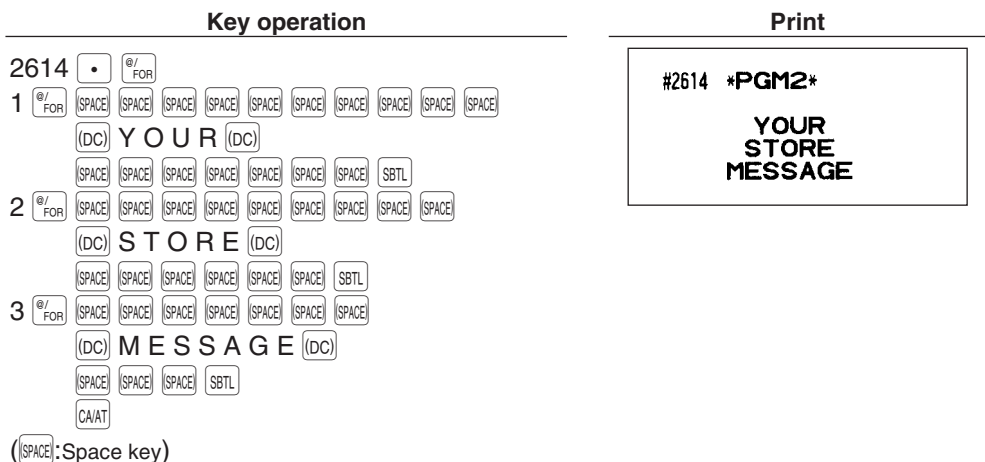 Key operation
Print
2614 • @/FOR
1 @/FOR (SPACE) (SPACE) (SPACE) (SPACE) (SPACE) (SPACE) (SPACE) (SPACE) (SPACE) (SPACE)
(DC) Y O U R (DC)
(SPACE) (SPACE) (SPACE) (SPACE) (SPACE) (SPACE) (SPACE) SBTL
2 @/FOR (SPACE) (SPACE) (SPACE) (SPACE) (SPACE) (SPACE) (SPACE) (SPACE) (SPACE)
(DC) S T O R E (DC)
(SPACE) (SPACE) (SPACE) (SPACE) (SPACE) (SPACE) SBTL
3 @/FOR (SPACE) (SPACE) (SPACE) (SPACE) (SPACE) (SPACE) (SPACE)
(DC) M E S S A G E (DC)
(SPACE) (SPACE) (SPACE) SBTL
CA/AT
((SPACE):Space key)
#2614 *PGM2*
YOUR
STORE
MESSAGE